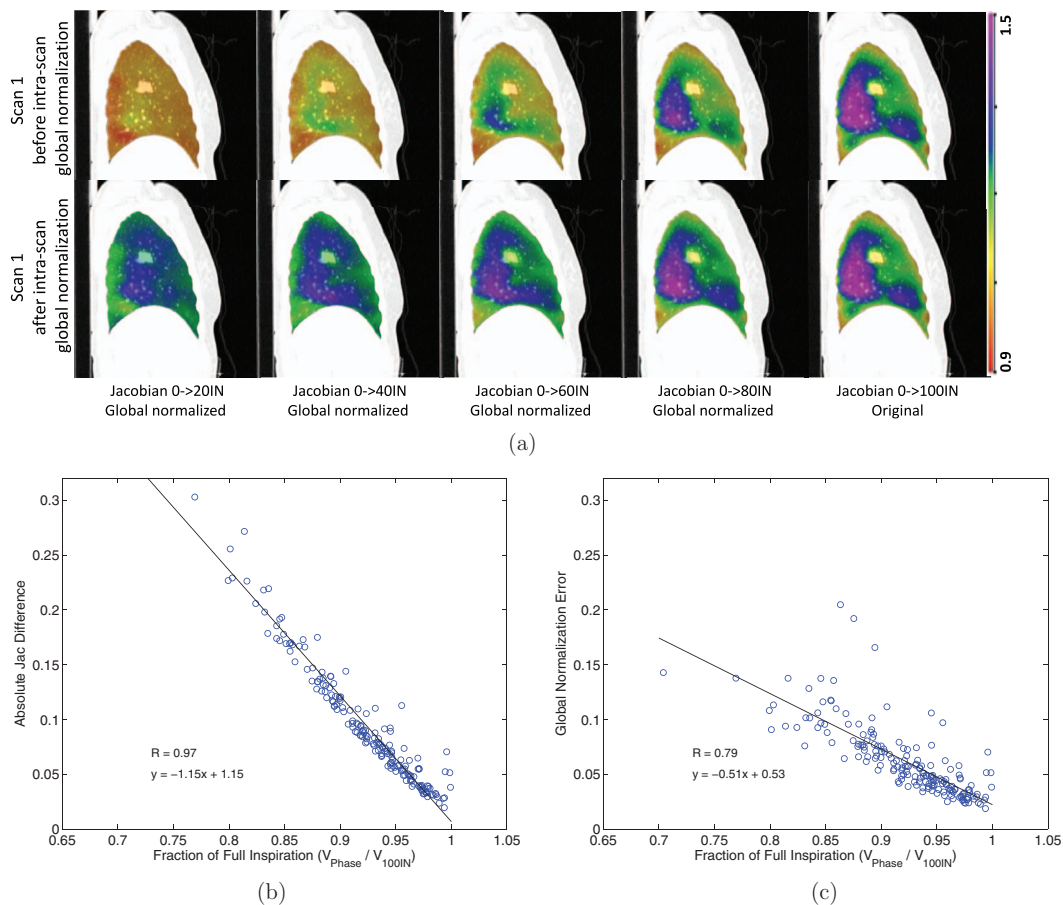 Scan 1
before intra-scan
global normalization
1.5
Scan 1
after intra-scan
global normalization
0.9
Jacobian 0->20IN
Global normalized
Jacobian 0->40IN
Global normalized
Jacobian 0->60IN
Global normalized
Jacobian 0->80IN
Global normalized
Jacobian 0->100IN
Original
(a)
0.3
0.25
0.2
0.15
0.1
0.05
0
Absolute Jac Difference
R = 0.97
y = −1.15x + 1.15
0.65 0.7 0.75 0.8 0.85 0.9 0.95 1 1.05
Fraction of Full Inspiration (V_Phase / V_100IN)
(b)
0.3
0.25
0.2
0.15
0.1
0.05
0
Global Normalization Error
R = 0.79
y = −0.51x + 0.53
0.65 0.7 0.75 0.8 0.85 0.9 0.95 1 1.05
Fraction of Full Inspiration (V_Phase / V_100IN)
(c)